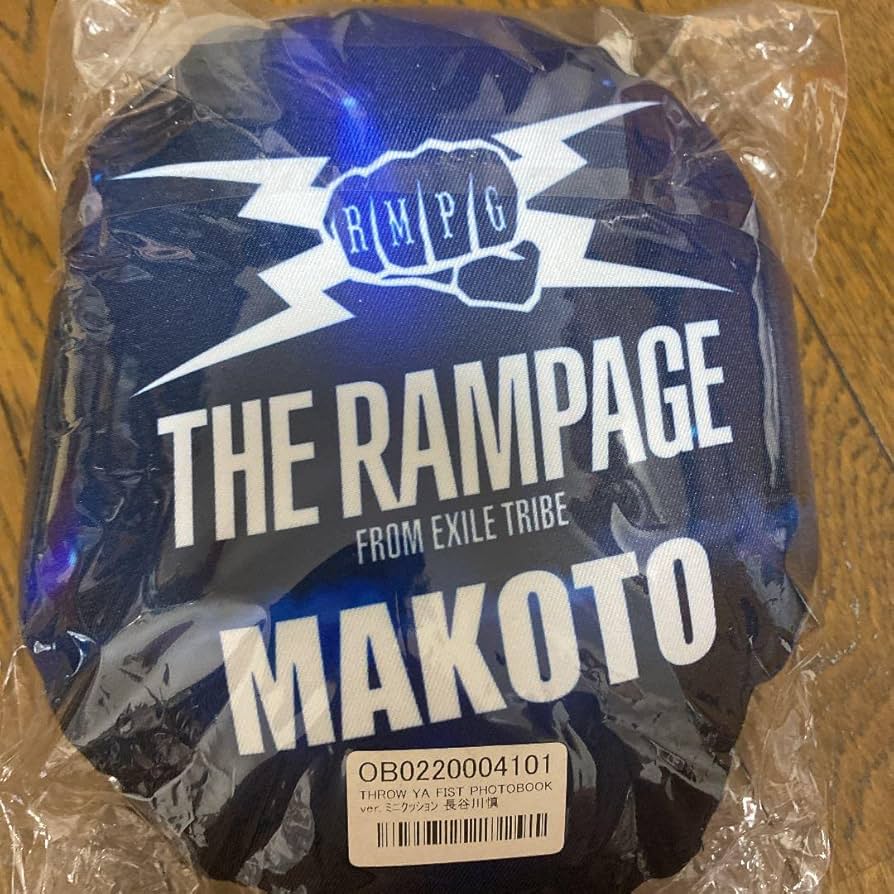 RMPG
THE RAMPAGE
FROM EXILE TRIBE
MAKOTO
OB0220004101
THROW YA FIST PHOTOBOOK
ver. ミニクッション 長谷川慎